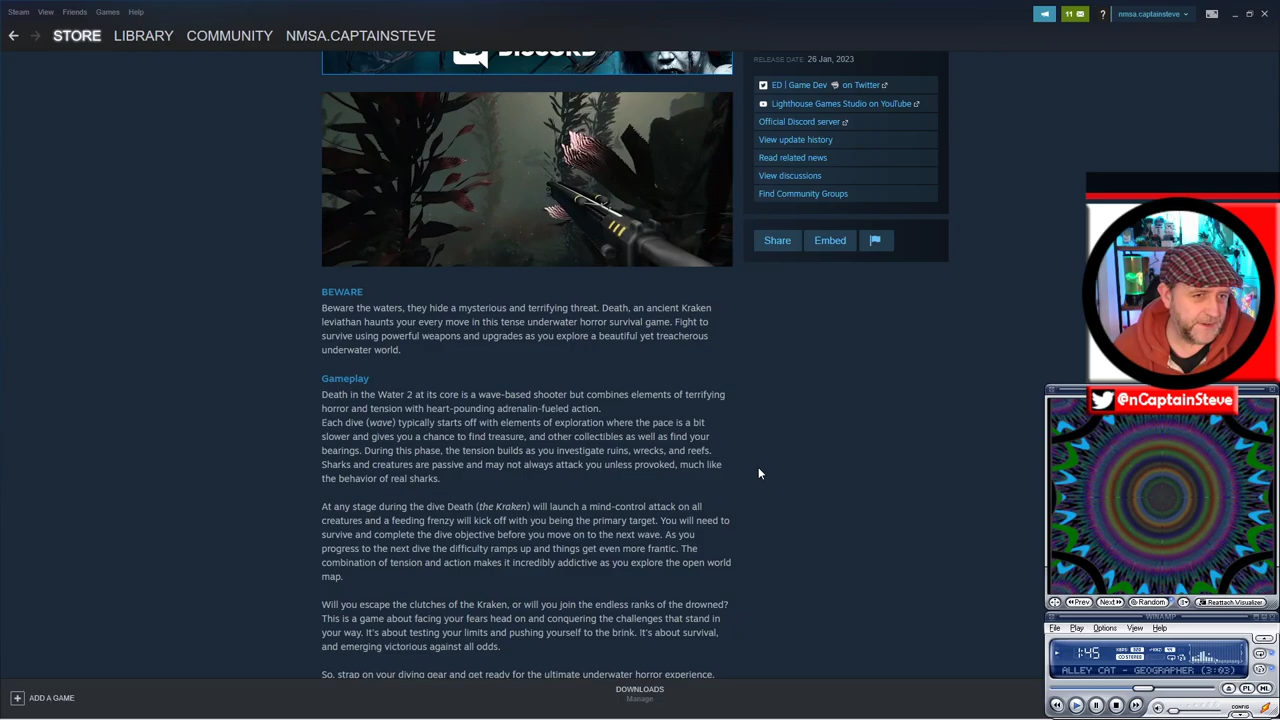 Steam View Friends Games Help
11 ? nmsa.captainsteve
STORE LIBRARY COMMUNITY NMSA.CAPTAINSTEVE
DISCORD
RELEASE DATE: 26 Jan, 2023
ED | Game Dev on Twitter
Lighthouse Games Studio on YouTube
Official Discord server
View update history
Read related news
View discussions
Find Community Groups
Share Embed
BEWARE
Beware the waters, they hide a mysterious and terrifying threat. Death, an ancient Kraken
leviathan haunts your every move in this tense underwater horror survival game. Fight to
survive using powerful weapons and upgrades as you explore a beautiful yet treacherous
underwater world.
Gameplay
Death in the Water 2 at its core is a wave-based shooter but combines elements of terrifying
horror and tension with heart-pounding adrenalin-fueled action.
Each dive (wave) typically starts off with elements of exploration where the pace is a bit
slower and gives you a chance to find treasure, and other collectibles as well as find your
bearings. During this phase, the tension builds as you investigate ruins, wrecks, and reefs.
Sharks and creatures are passive and may not always attack you unless provoked, much like
the behavior of real sharks.
At any stage during the dive Death (the Kraken) will launch a mind-control attack on all
creatures and a feeding frenzy will kick off with you being the primary target. You will need to
survive and complete the dive objective before you move on to the next wave. As you
progress to the next dive the difficulty ramps up and things get even more frantic. The
combination of tension and action makes it incredibly addictive as you explore the open world
map.
Will you escape the clutches of the Kraken, or will you join the endless ranks of the drowned?
This is a game about facing your fears head on and conquering the challenges that stand in
your way. It's about testing your limits and pushing yourself to the brink. It's about survival,
and emerging victorious against all odds.
So, strap on your diving gear and get ready for the ultimate underwater horror experience.
ADD A GAME
DOWNLOADS
Manage
@nCaptainSteve
Prev Next Random Reattach Visualizer
WINAMP
File Play Options View Help
1:45
CO STEREO
ALLEY CAT - GEOGRAPHER (3:03)
PL ML
CONFIG